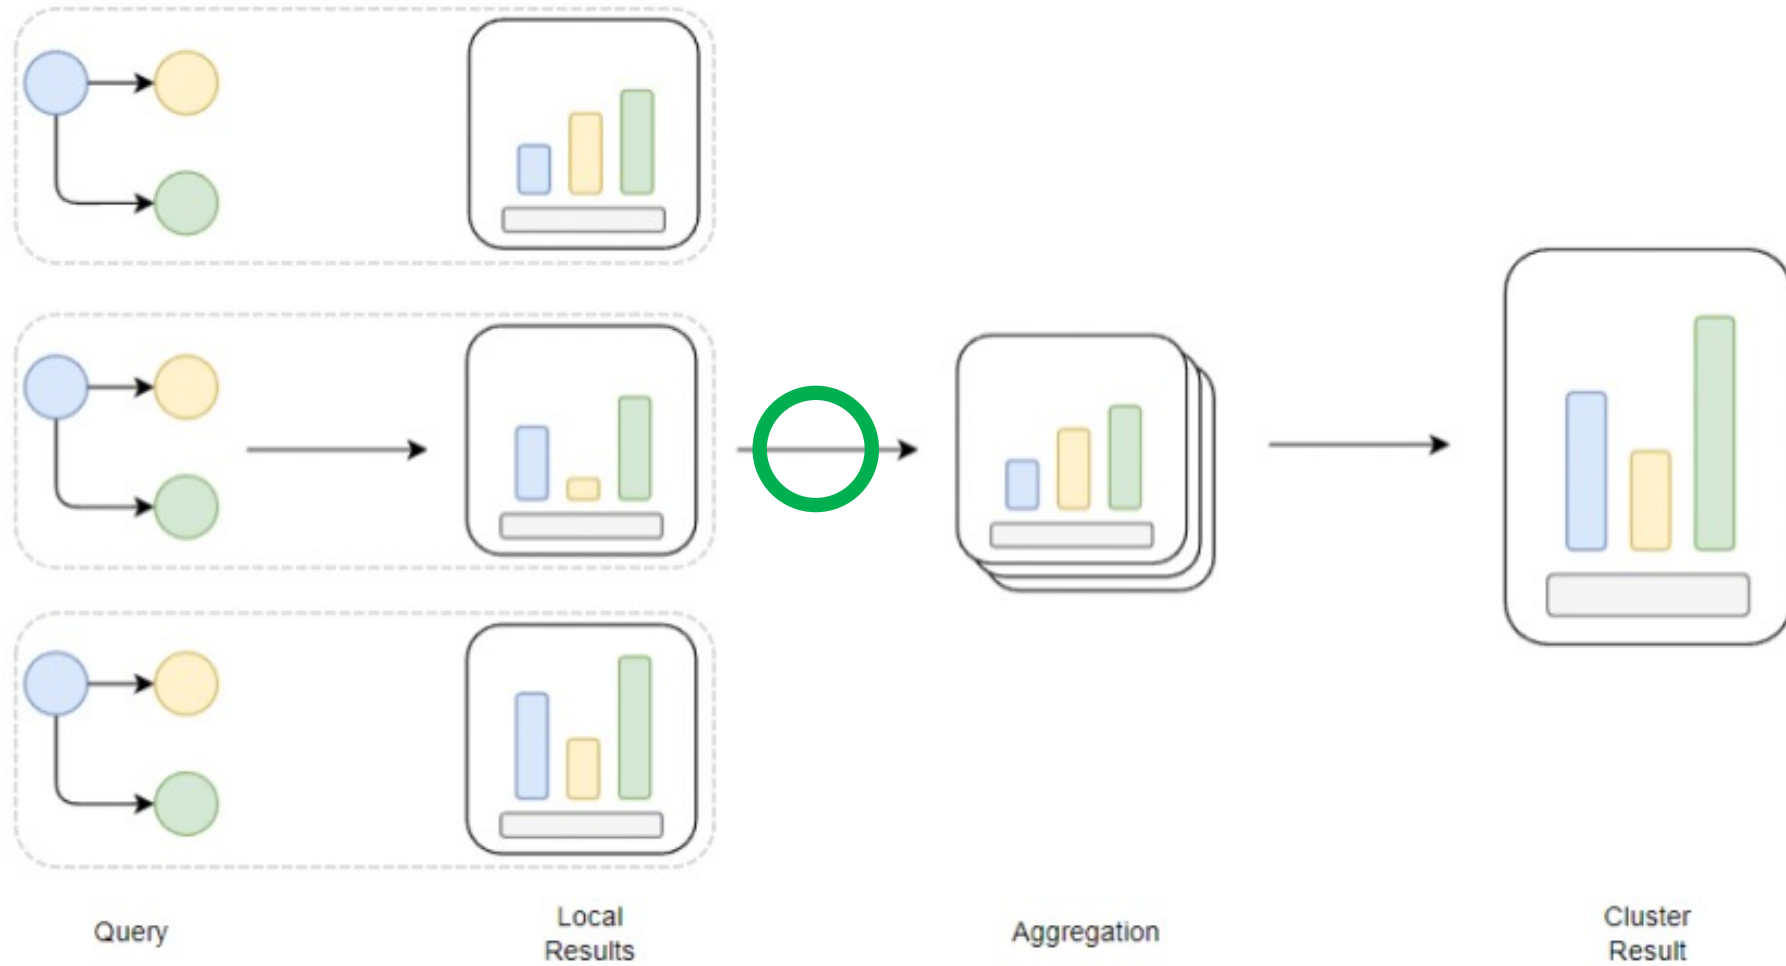 Query
Local
Results
Aggregation
Cluster
Result